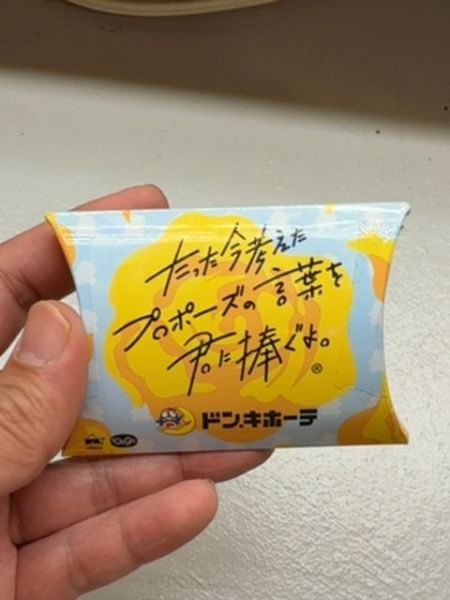 たった今考えた
プロポーズの言葉を
君に捧ぐよ。
®
ドン.キホーテ